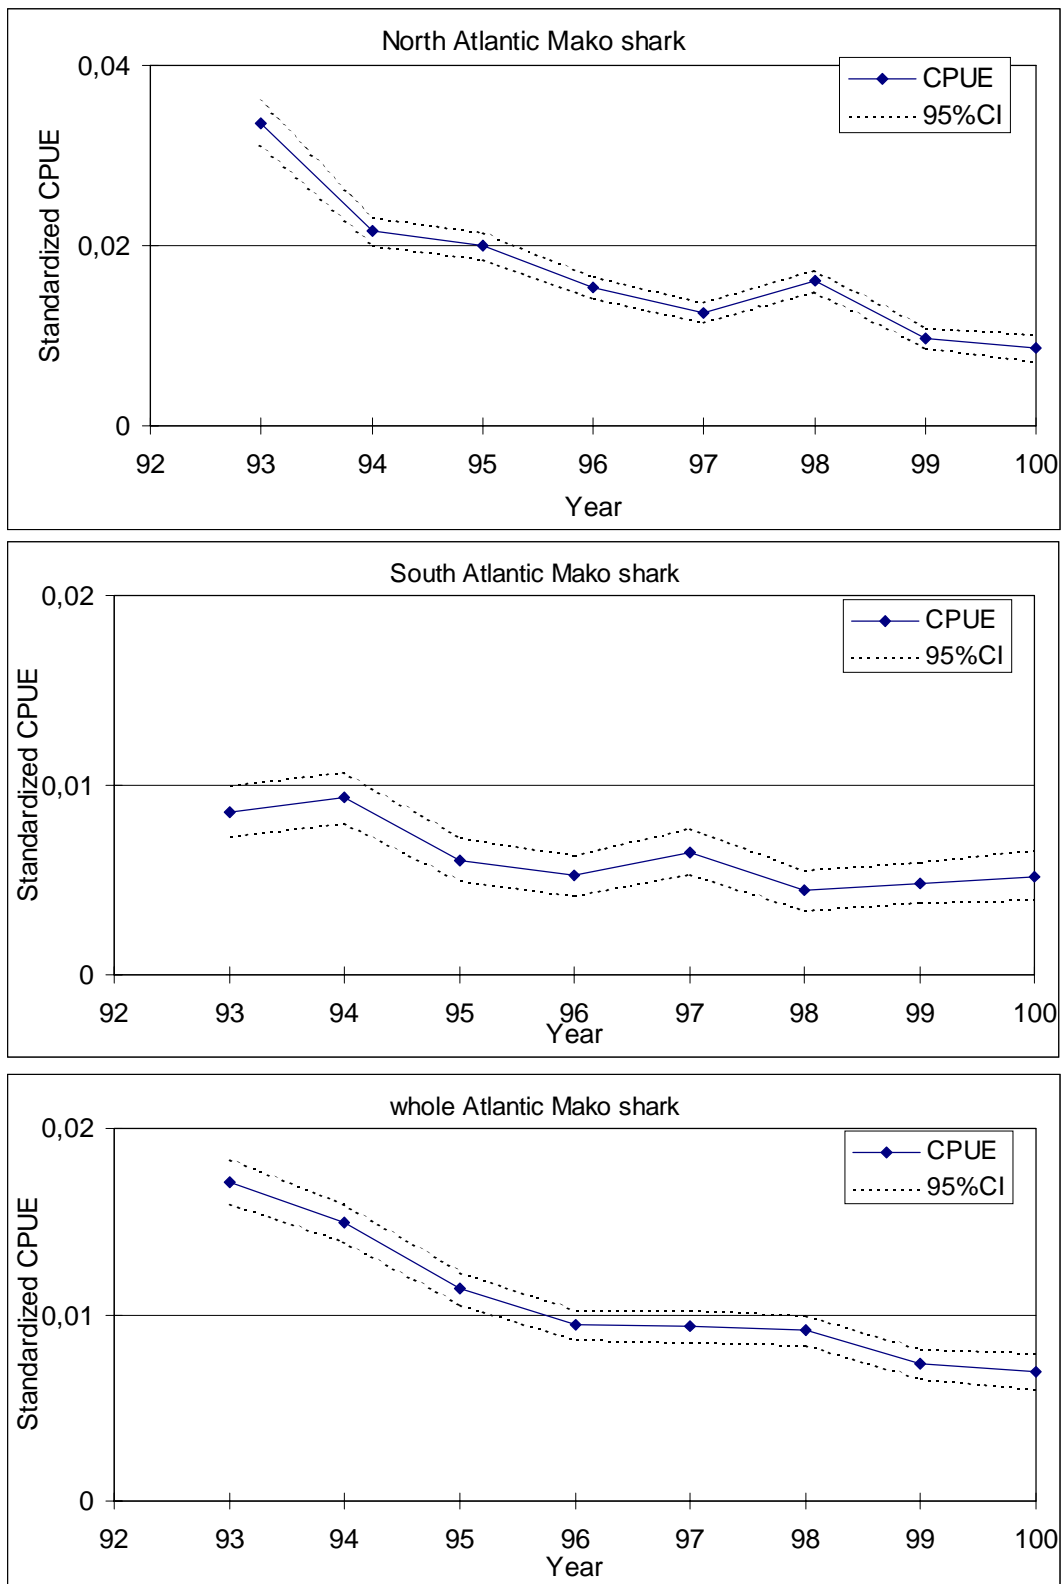 North Atlantic Mako shark
0,04
CPUE
95%CI
Standardized CPUE
0,02
0
92 93 94 95 96 97 98 99 100
Year
South Atlantic Mako shark
0,02
CPUE
95%CI
Standardized CPUE
0,01
0
92 93 94 95 96 97 98 99 100
Year
whole Atlantic Mako shark
0,02
CPUE
95%CI
Standardized CPUE
0,01
0
92 93 94 95 96 97 98 99 100
Year